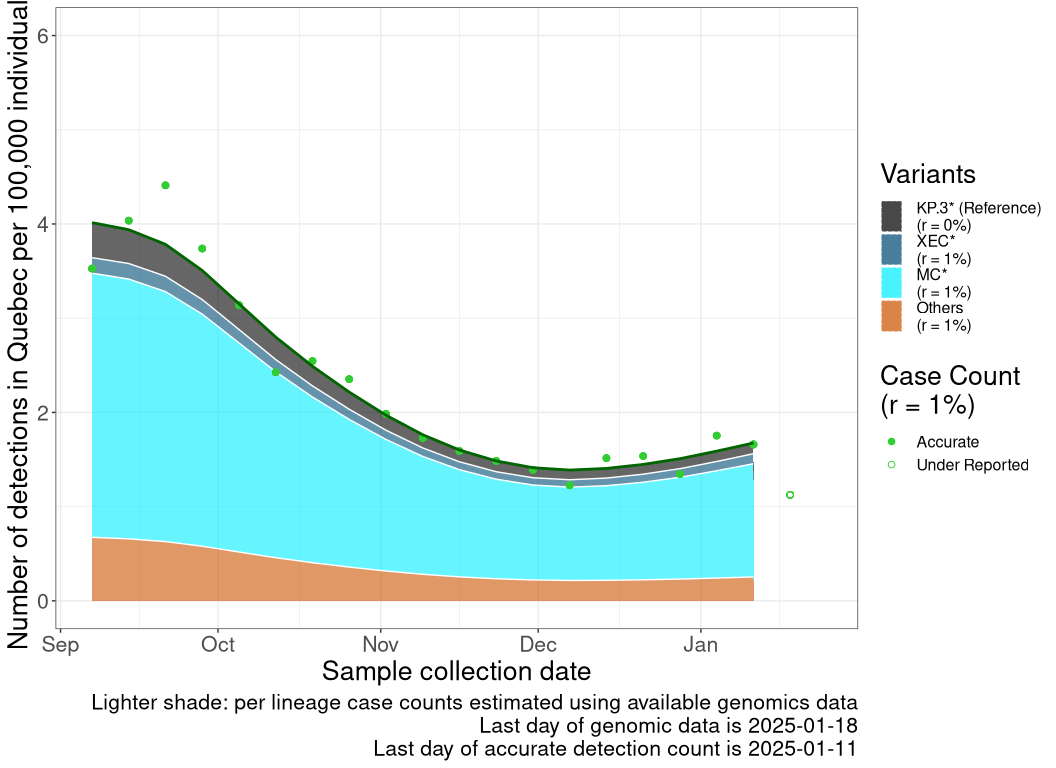 Number of detections in Quebec per 100,000 individual
6
4
2
0
Sep
Oct
Nov
Dec
Jan
Sample collection date
Lighter shade: per lineage case counts estimated using available genomics data
Last day of genomic data is 2025-01-18
Last day of accurate detection count is 2025-01-11
Variants
KP.3* (Reference)
(r = 0%)
XEC*
(r = 1%)
MC*
(r = 1%)
Others
(r = 1%)
Case Count
(r = 1%)
Accurate
Under Reported